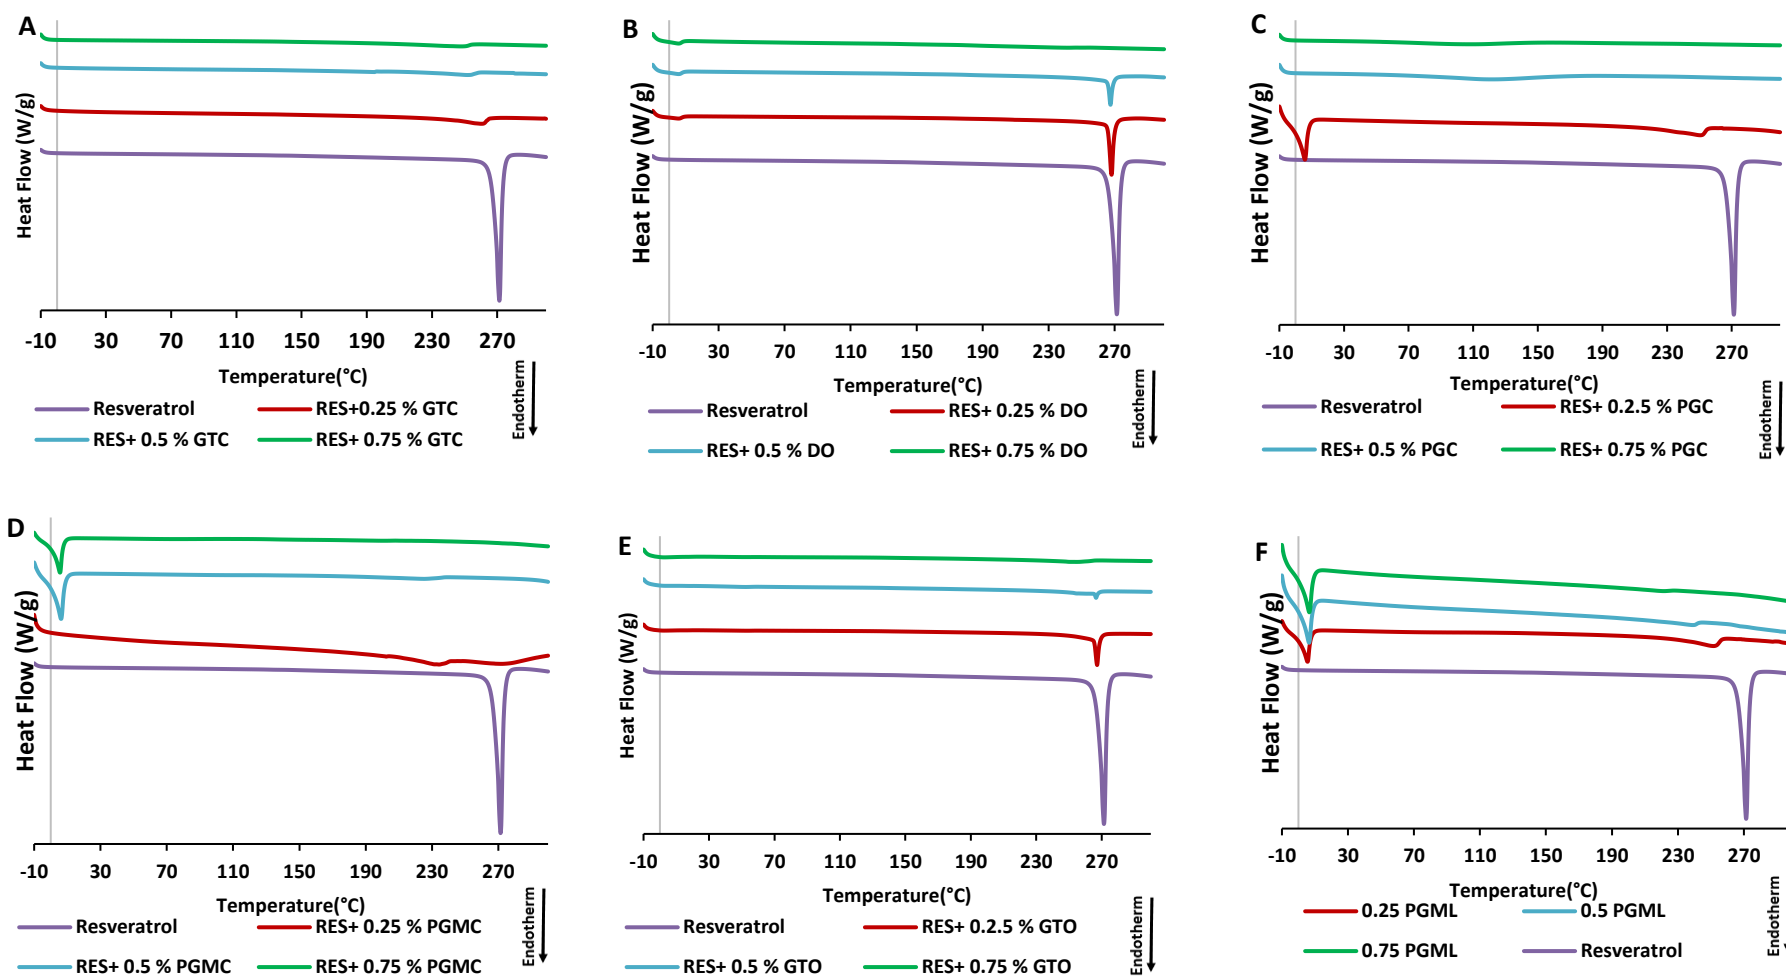 A
Heat Flow (W/g)
-10 30 70 110 150 190 230 270
Temperature(°C)
Endotherm
Resveratrol RES+0.25 % GTC
RES+ 0.5 % GTC RES+ 0.75 % GTC
B
Heat Flow (W/g)
-10 30 70 110 150 190 230 270
Temperature(°C)
Endotherm
Resveratrol RES+ 0.25 % DO
RES+ 0.5 % DO RES+ 0.75 % DO
C
Heat Flow (W/g)
-10 30 70 110 150 190 230 270
Temperature(°C)
Endotherm
Resveratrol RES+ 0.2.5 % PGC
RES+ 0.5 % PGC RES+ 0.75 % PGC
D
Heat Flow (W/g)
-10 30 70 110 150 190 230 270
Temperature(°C)
Endotherm
Resveratrol RES+ 0.25 % PGMC
RES+ 0.5 % PGMC RES+ 0.75 % PGMC
E
Heat Flow (W/g)
-10 30 70 110 150 190 230 270
Temperature(°C)
Endotherm
Resveratrol RES+ 0.2.5 % GTO
RES+ 0.5 % GTO RES+ 0.75 % GTO
F
Heat Flow (W/g)
-10 30 70 110 150 190 230 270
Temperature(°C)
Endotherm
0.25 PGML 0.5 PGML
0.75 PGML Resveratrol